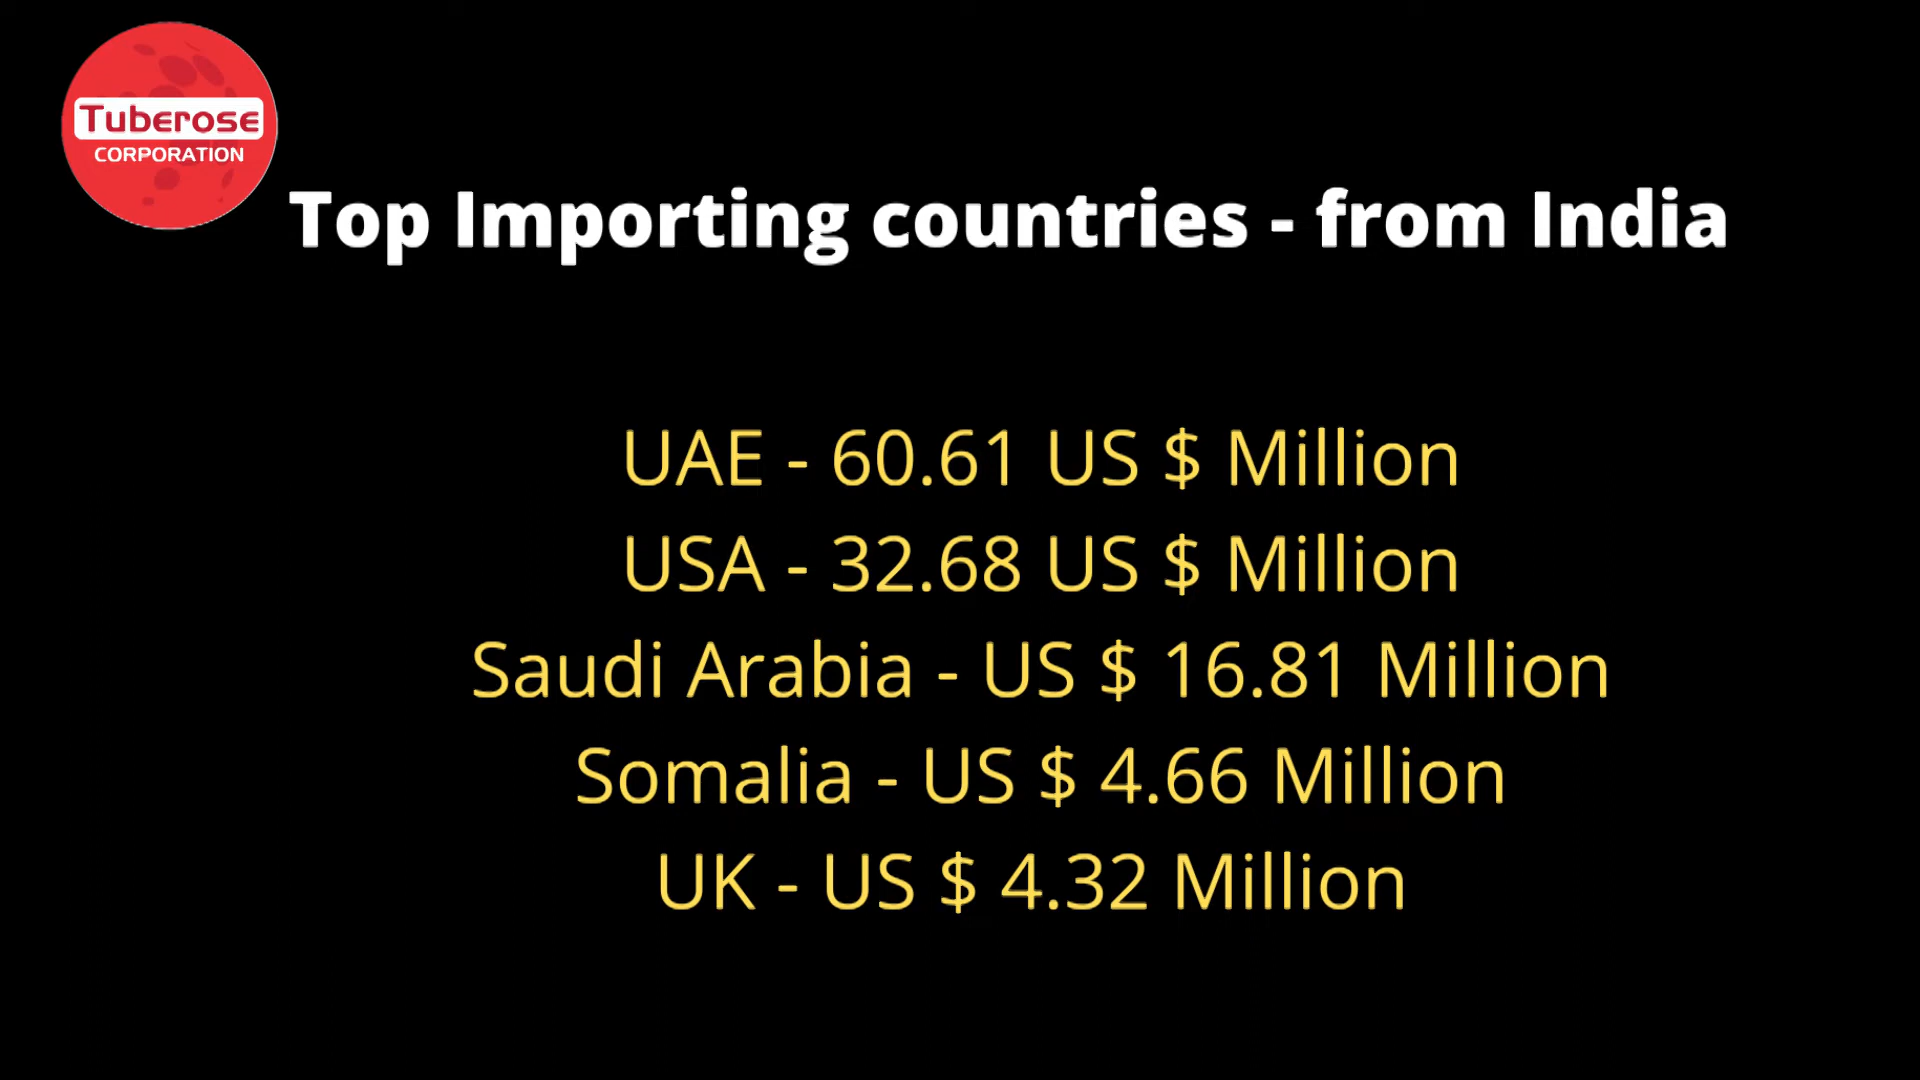 Tuberose
CORPORATION
Top Importing countries - from India
UAE - 60.61 US $ Million
USA - 32.68 US $ Million
Saudi Arabia - US $ 16.81 Million
Somalia - US $ 4.66 Million
UK - US $ 4.32 Million